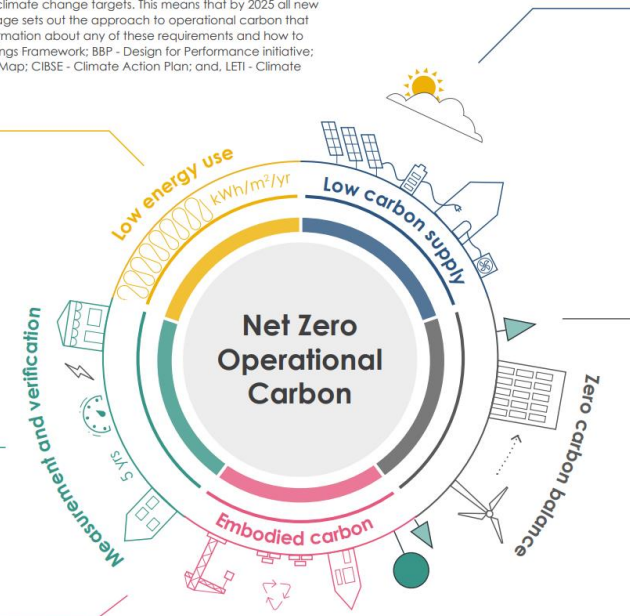 climate change targets. This means that by 2025 all new
age sets out the approach to operational carbon that
rmation about any of these requirements and how to
ngs Framework; BBP - Design for Performance initiative;
Map; CIBSE - Climate Action Plan; and, LETI - Climate
Low energy use
kWh/m²/yr
Low carbon supply
Net Zero
Operational
Carbon
Measurement and verification
5 yrs
Zero carbon balance
Embodied carbon